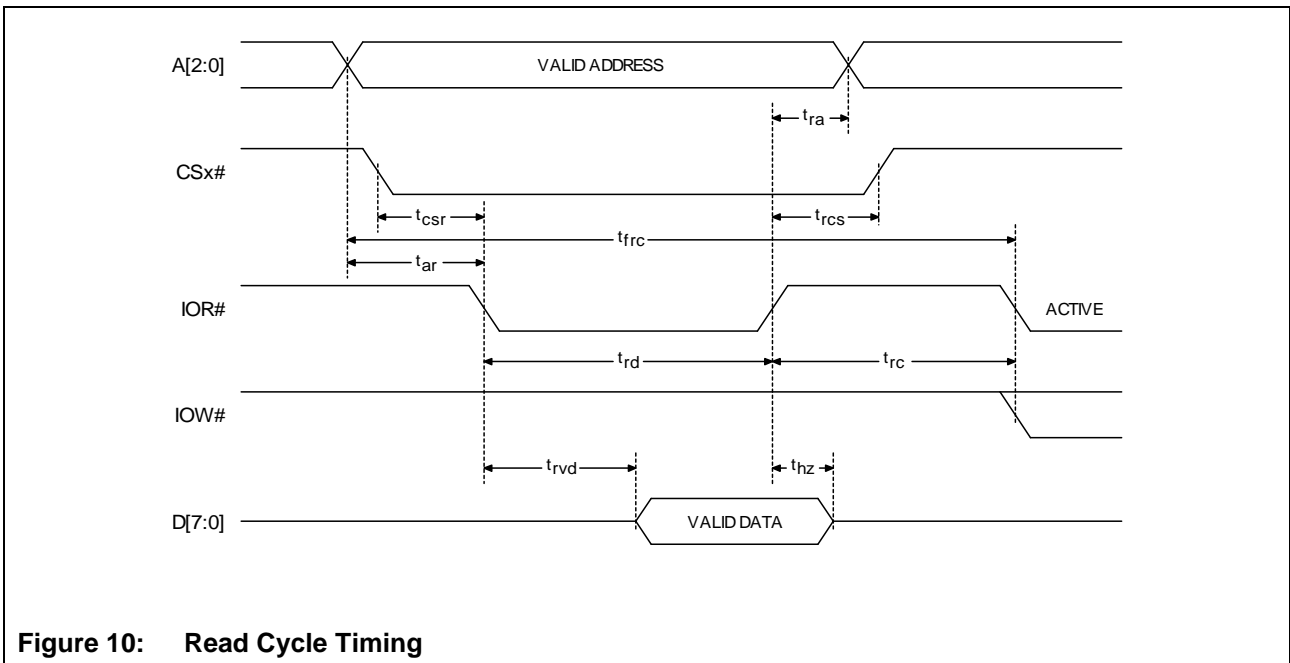 A[2:0]
VALID ADDRESS
tra
CSx#
tcsr
trcs
tfrc
tar
IOR#
ACTIVE
trd
trc
IOW#
trvd
thz
D[7:0]
VALID DATA
Figure 10: Read Cycle Timing